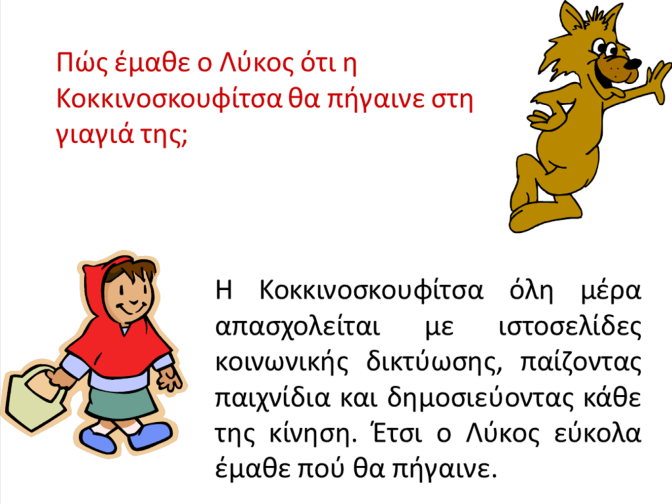 Πώς έμαθε ο Λύκος ότι η
Κοκκινοσκουφίτσα θα πήγαινε στη
γιαγιά της;
Η Κοκκινοσκουφίτσα όλη μέρα
απασχολείται με ιστοσελίδες
κοινωνικής δικτύωσης, παίζοντας
παιχνίδια και δημοσιεύοντας κάθε
της κίνηση. Έτσι ο Λύκος εύκολα
έμαθε πού θα πήγαινε.